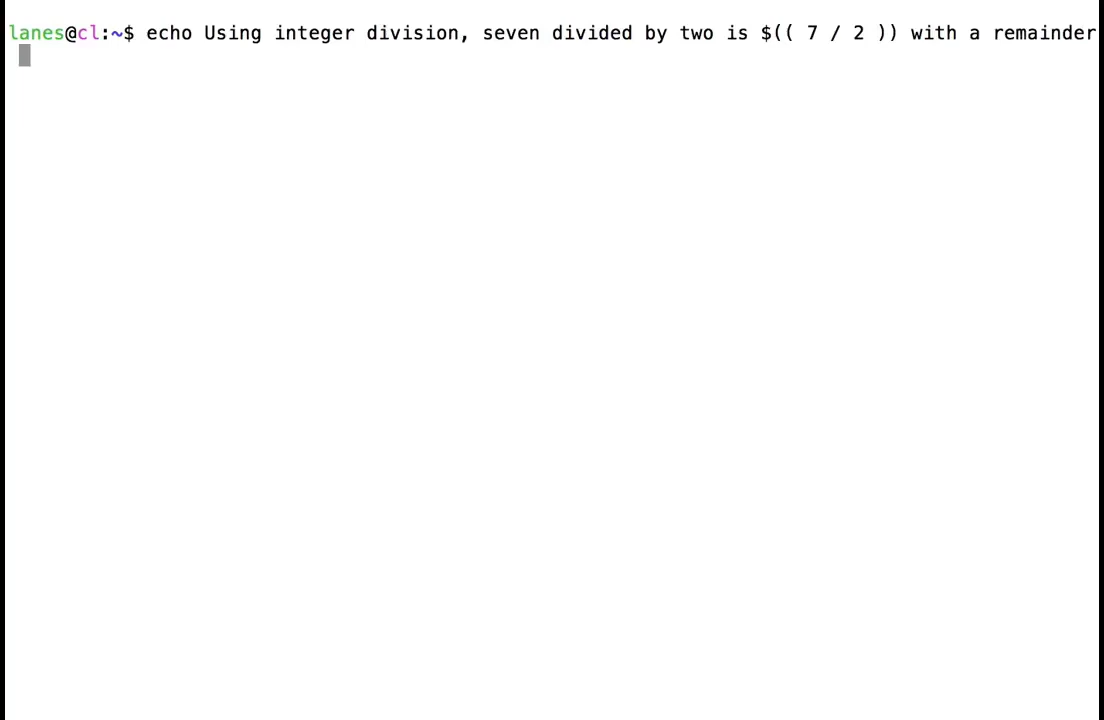 lanes@cl:~$ echo Using integer division, seven divided by two is $(( 7 / 2 )) with a remainder